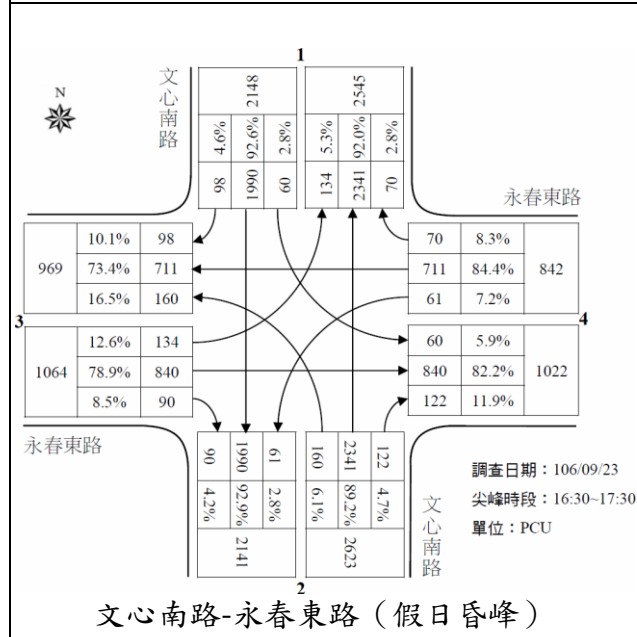 1
N
文心南路
2148
4.6% 92.6% 2.8%
98 1990 60
2545
5.3% 92.0% 2.8%
134 2341 70
永春東路
969
10.1% 98
73.4% 711
16.5% 160
70 8.3%
711 84.4%
61 7.2%
842
3
4
1064
12.6% 134
78.9% 840
8.5% 90
60 5.9%
840 82.2%
122 11.9%
1022
永春東路
90 1990 61
4.2% 92.9% 2.8%
2141
160 2341 122
6.1% 89.2% 4.7%
2623
文心南路
調查日期：106/09/23
尖峰時段：16:30~17:30
單位：PCU
2
文心南路-永春東路（假日昏峰）